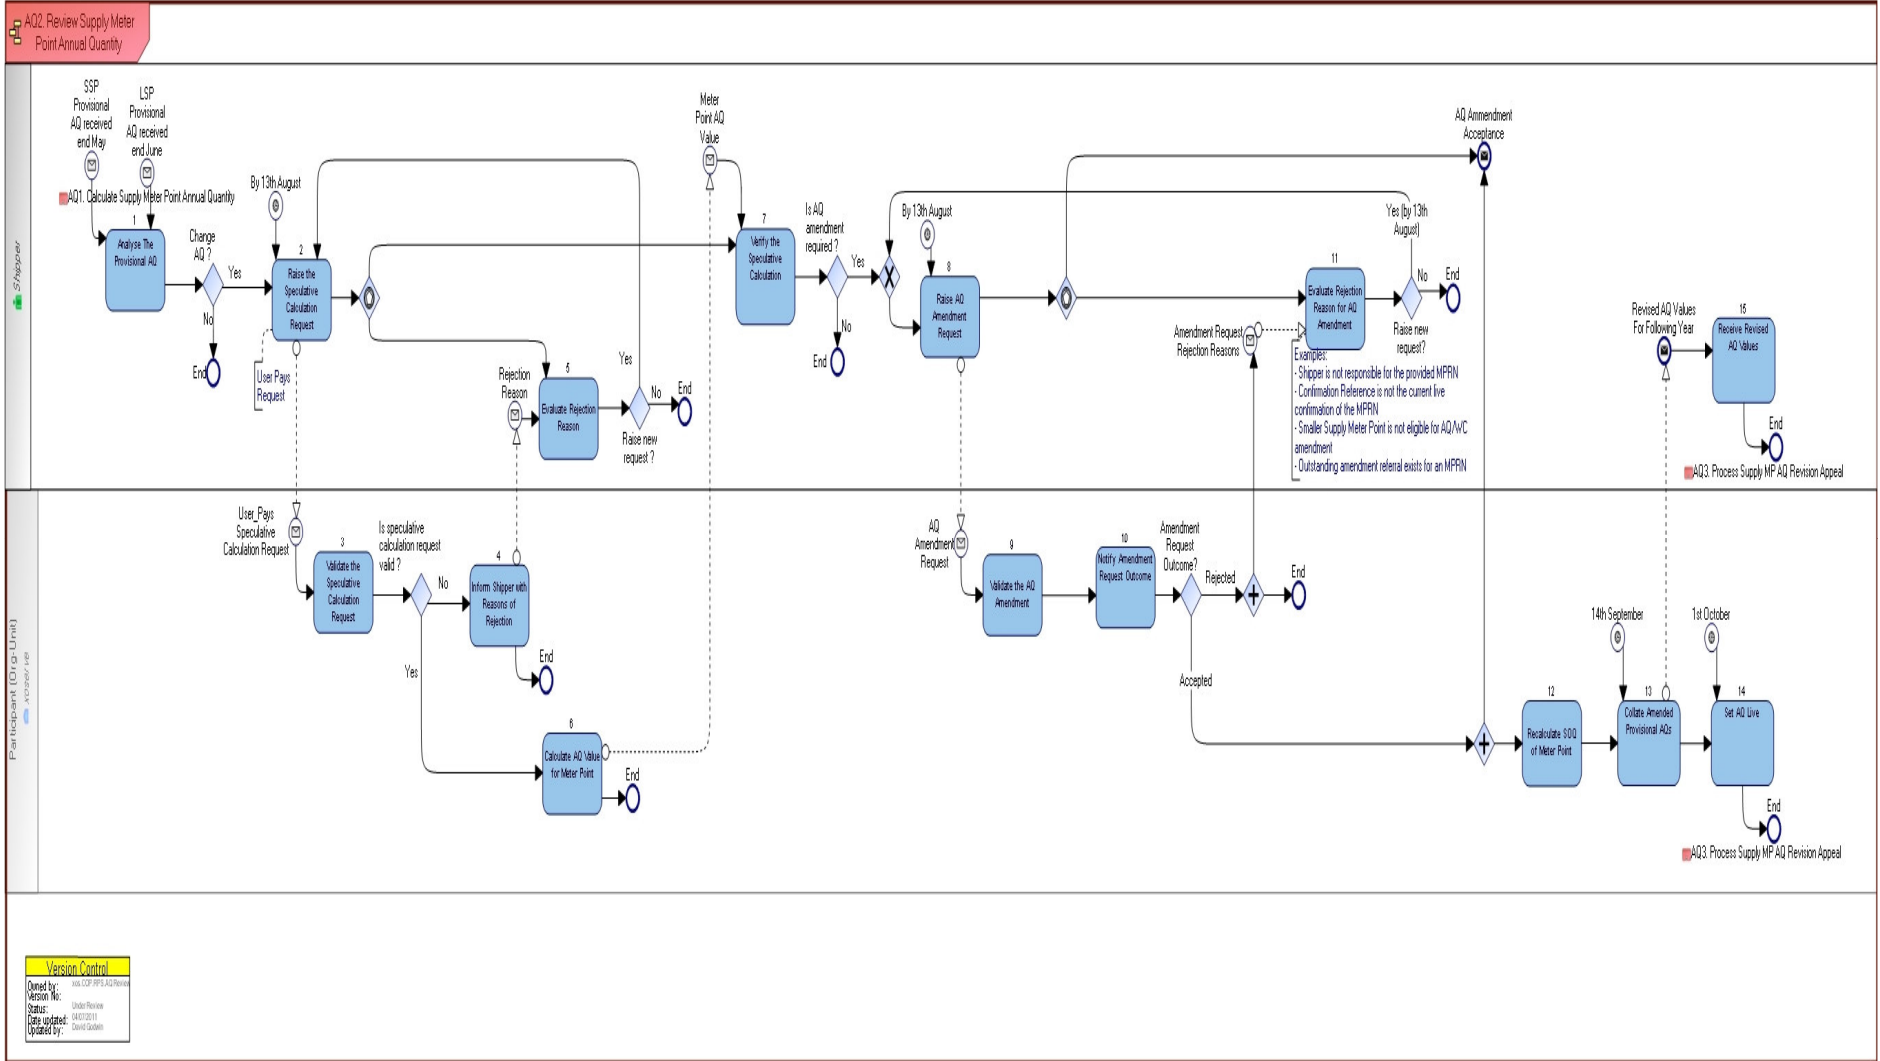 AQ2. Review Supply Meter
Point Annual Quantity
Shipper
SSP
Provisional
AQ received
end May
LSP
Provisional
AQ received
end June
AQ1. Calculate Supply Meter Point Annual Quantity
1
Analyse The
Provisional AQ
Change
AQ ?
Yes
No
End
By 13th August
2
Raise the
Speculative
Calculation
Request
User Pays
Request
Rejection
Reason
5
Evaluate Rejection
Reason
Yes
No
End
Raise new
request ?
Meter
Point AQ
Value
7
Verify the
Speculative
Calculation
Is AQ
amendment
required ?
Yes
No
End
By 13th August
8
Raise AQ
Amendment
Request
AQ Ammendment
Acceptance
Yes (by 13th
August)
11
Evaluate Rejection
Reason for AQ
Amendment
No
End
Raise new
request?
Amendment Request
Rejection Reasons
Examples:
- Shipper is not responsible for the provided MPRN
- Confirmation Reference is not the current live
confirmation of the MPRN
- Smaller Supply Meter Point is not eligible for AQ/WC
amendment
- Outstanding amendment referral exists for an MPRN
Revised AQ Values
For Following Year
15
Receive Revised
AQ Values
End
AQ3. Process Supply MP AQ Revision Appeal
Participant (Org-Unit)
xoserve
User_Pays
Speculative
Calculation Request
3
Validate the
Speculative
Calculation
Request
Is speculative
calculation request
valid ?
No
Yes
4
Inform Shipper with
Reasons of
Rejection
End
6
Calculate AQ Value
for Meter Point
End
AQ
Amendment
Request
9
Validate the AQ
Amendment
10
Notify Amendment
Request Outcome
Amendment
Request
Outcome?
Rejected
End
Accepted
12
Recalculate SOQ
of Meter Point
14th September
13
Collate Amended
Provisional AQs
1st October
14
Set AQ Live
End
AQ3. Process Supply MP AQ Revision Appeal
Version Control
Owned by: xos.COP.RPS.AQ Review
Version No:
Status: Under Review
Date updated: 04/07/2011
Updated by: David Godwin